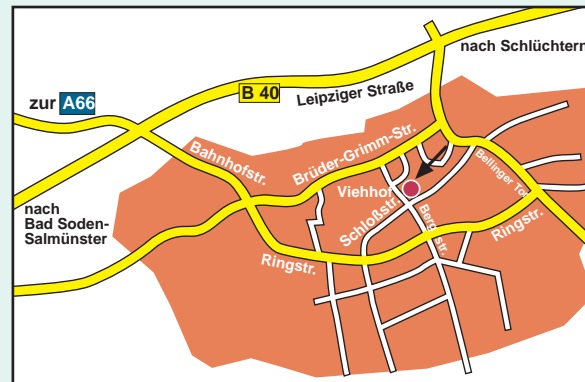 nach Schlüchtern
zur A66
B 40
Leipziger Straße
Bahnhofstr.
Brüder-Grimm-Str.
Bellinger Tor
Viehhof
Schloßstr.
nach
Bad Soden-
Salmünster
Bergstr.
Ringstr.
Ringstr.